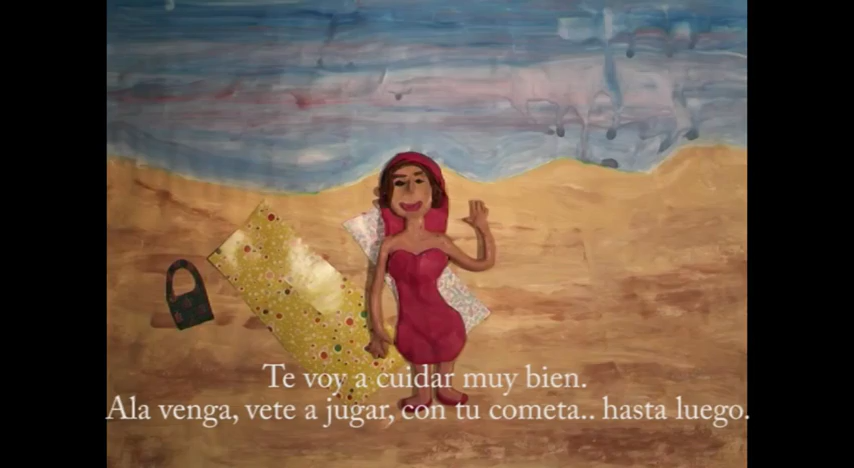 Te voy a cuidar muy bien.
Ala venga, vete a jugar, con tu cometa.. hasta luego.